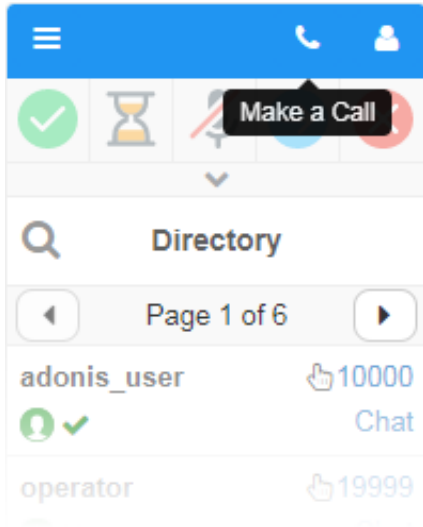 Make a Call
Directory
Page 1 of 6
adonis_user 10000
Chat
operator 19999